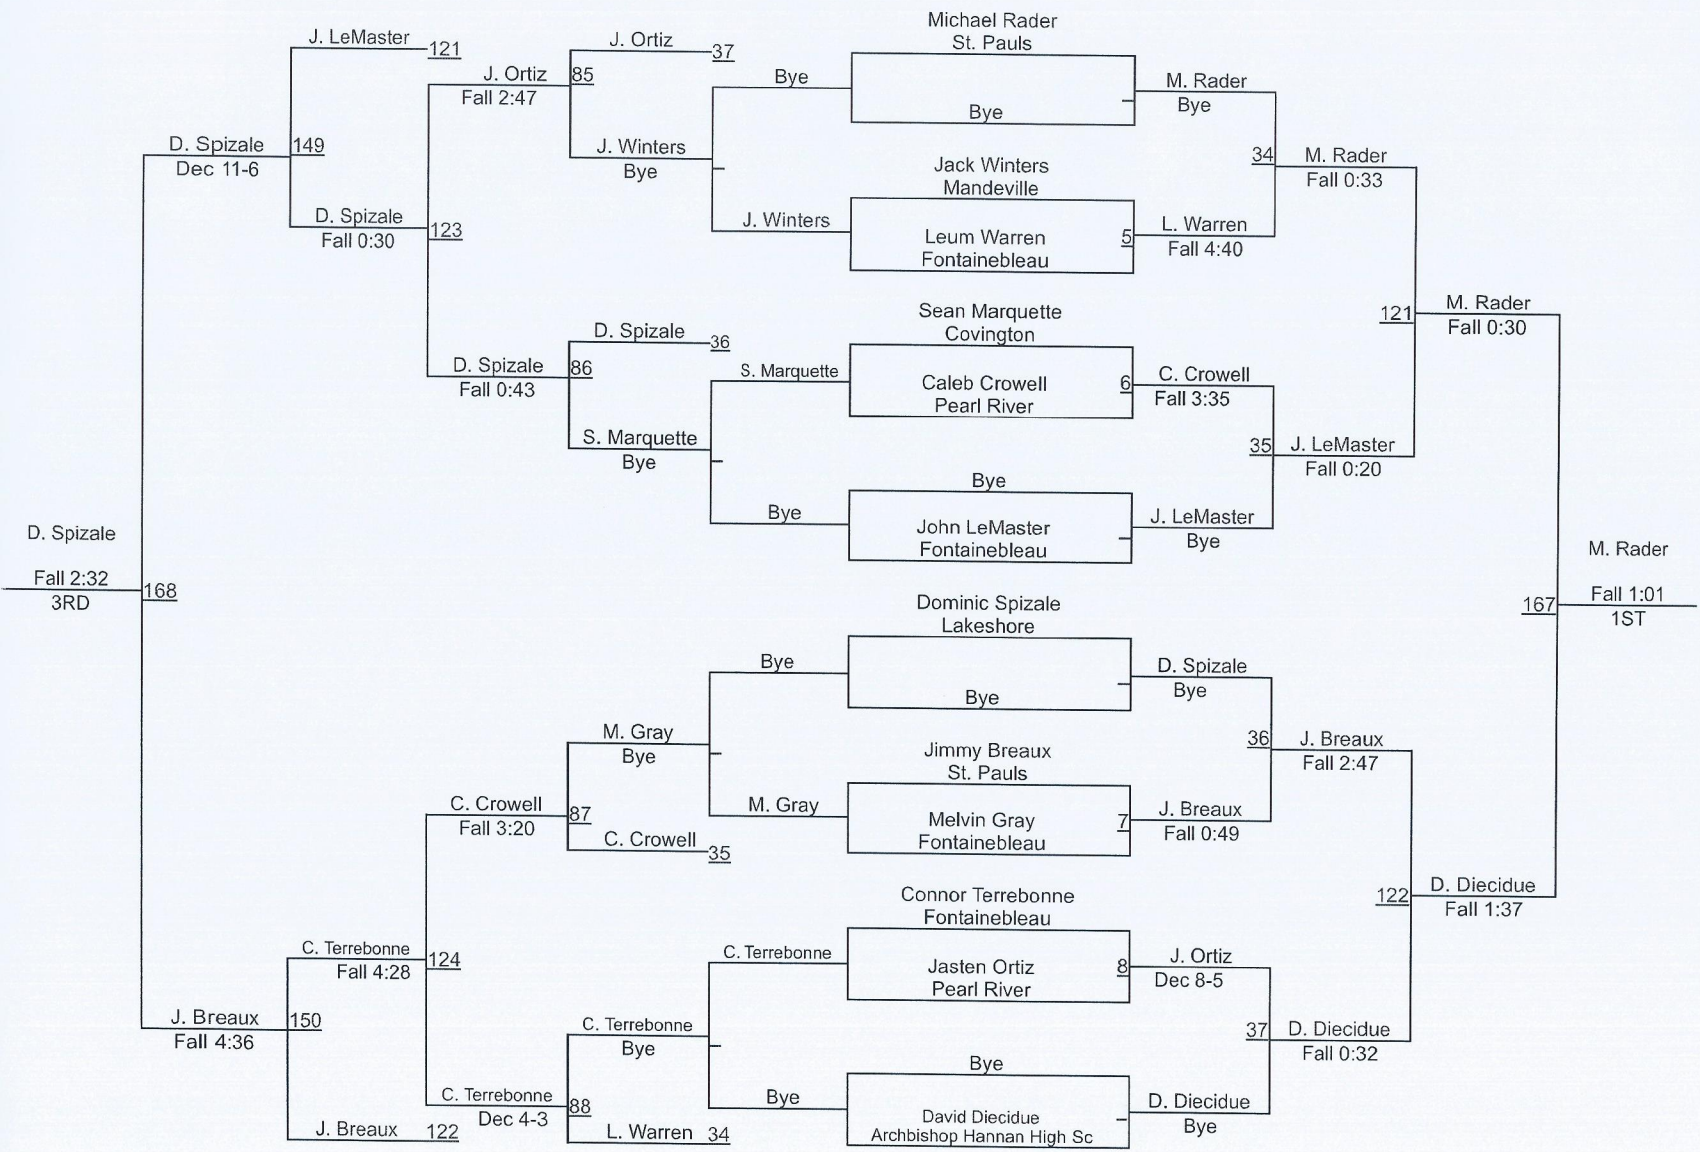 Michael Rader
St. Pauls
J. LeMaster
121
J. Ortiz
37
J. Ortiz
85
Fall 2:47
Bye
M. Rader
Bye
Bye
D. Spizale
149
Dec 11-6
J. Winters
Bye
Jack Winters
Mandeville
34
M. Rader
Fall 0:33
D. Spizale
Fall 0:30
123
J. Winters
Leum Warren
Fontainebleau
5
L. Warren
Fall 4:40
Sean Marquette
Covington
121
M. Rader
Fall 0:30
D. Spizale
36
D. Spizale
86
Fall 0:43
S. Marquette
Caleb Crowell
Pearl River
6
C. Crowell
Fall 3:35
S. Marquette
Bye
35
J. LeMaster
Fall 0:20
Bye
Bye
John LeMaster
Fontainebleau
J. LeMaster
Bye
D. Spizale
Fall 2:32
3RD
168
M. Rader
167
Fall 1:01
1ST
Dominic Spizale
Lakeshore
Bye
Bye
D. Spizale
Bye
M. Gray
Bye
Jimmy Breaux
St. Pauls
36
J. Breaux
Fall 2:47
C. Crowell
Fall 3:20
87
M. Gray
Melvin Gray
Fontainebleau
7
J. Breaux
Fall 0:49
C. Crowell
35
Connor Terrebonne
Fontainebleau
122
D. Diecidue
Fall 1:37
C. Terrebonne
Fall 4:28
124
C. Terrebonne
Jasten Ortiz
Pearl River
8
J. Ortiz
Dec 8-5
J. Breaux
Fall 4:36
150
C. Terrebonne
Bye
37
D. Diecidue
Fall 0:32
Bye
C. Terrebonne
Dec 4-3
88
Bye
David Diecidue
Archbishop Hannan High Sc
D. Diecidue
Bye
J. Breaux
122
L. Warren
34